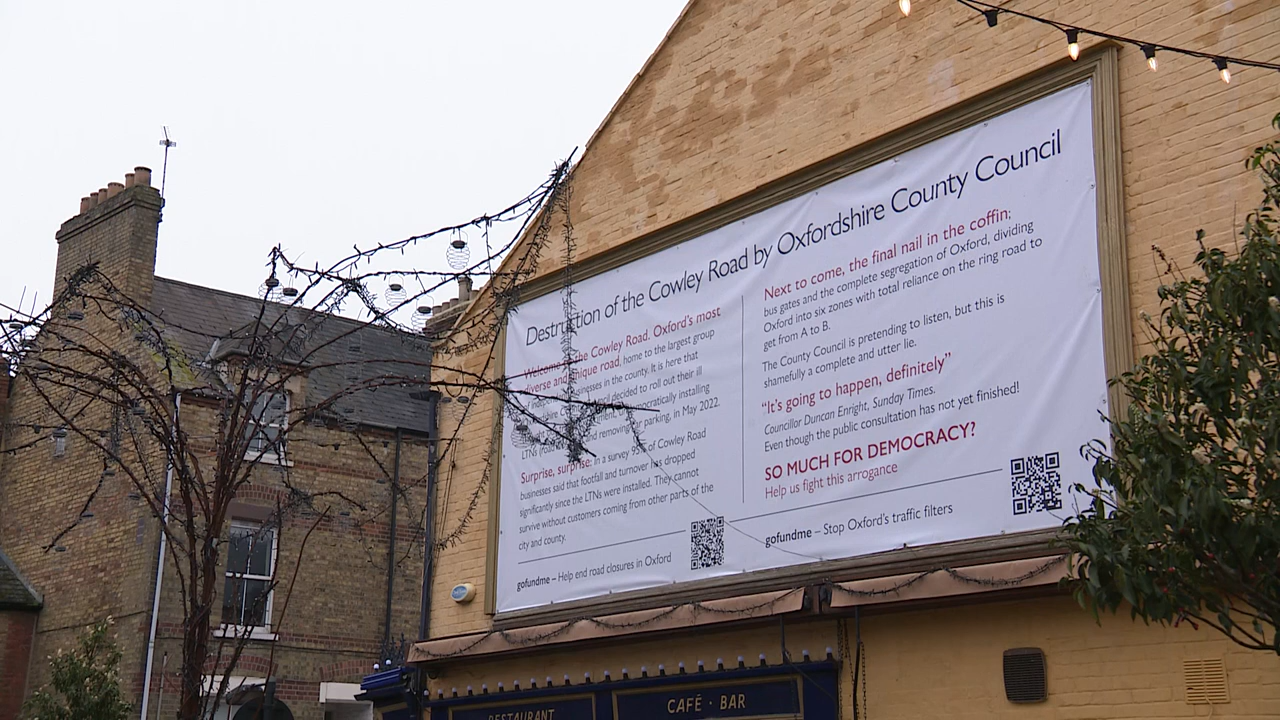 Destruction of the Cowley Road by Oxfordshire County Council
Welcome to the Cowley Road. Oxford's most
diverse and unique road, home to the largest group
businesses in the county. It is here that
Council decided to roll out their ill
democratically installing
LTNs and removing parking, in May 2022.
Surprise, surprise: in a survey 95% of Cowley Road
businesses said that footfall and turnover has dropped
significantly since the LTNs were installed. They cannot
survive without customers coming from other parts of the
city and county.
gofundme – Help end road closures in Oxford
Next to come, the final nail in the coffin;
bus gates and the complete segregation of Oxford, dividing
Oxford into six zones with total reliance on the ring road to
get from A to B.
The County Council is pretending to listen, but this is
shamefully a complete and utter lie.
"It's going to happen, definitely"
Councillor Duncan Enright, Sunday Times.
Even though the public consultation has not yet finished!
SO MUCH FOR DEMOCRACY?
Help us fight this arrogance
gofundme – Stop Oxford's traffic filters
RESTAURANT
CAFÉ · BAR